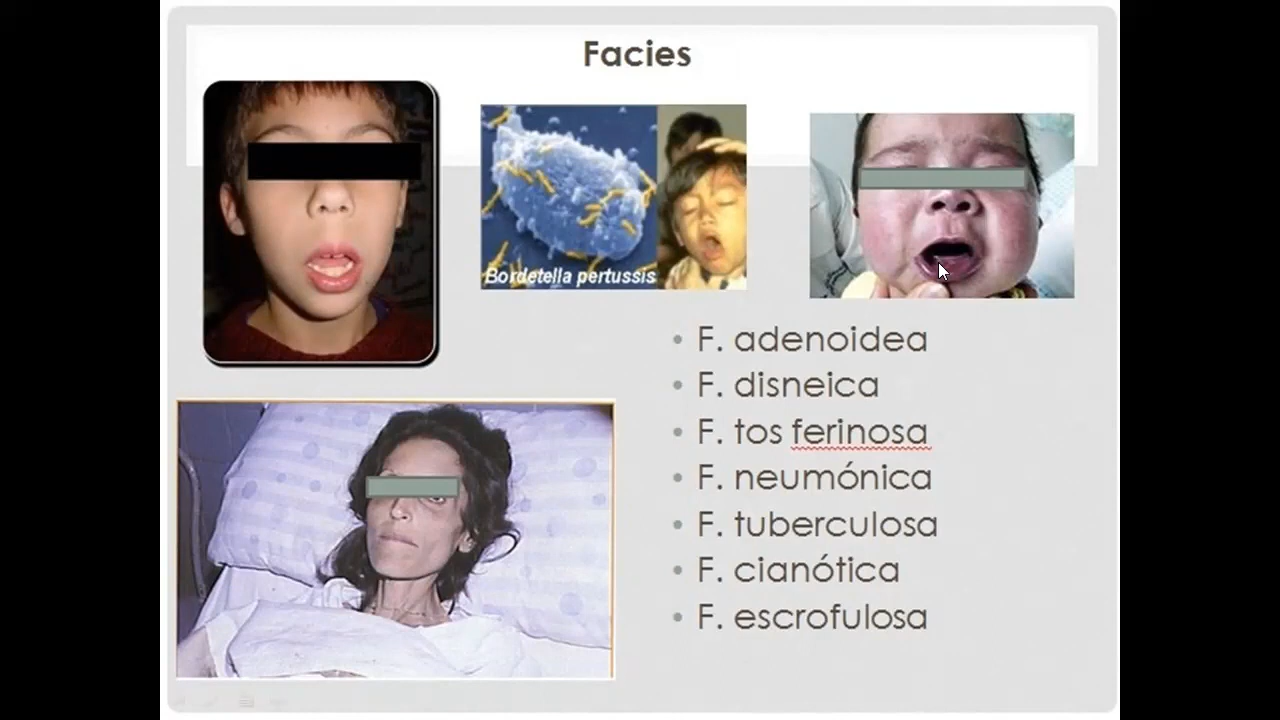 Facies
Bordetella pertussis
F. adenoidea
F. disneica
F. tos ferinosa
F. neumónica
F. tuberculosa
F. cianótica
F. escrofulosa